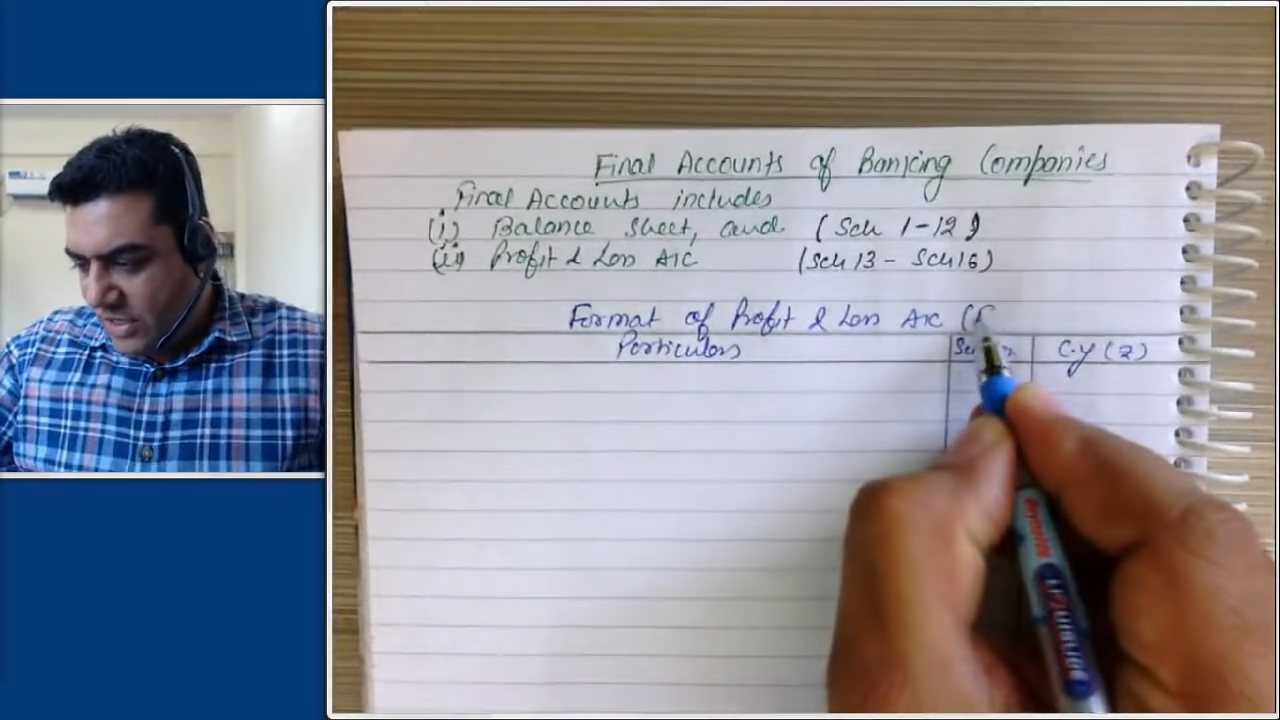 Final Accounts of Banking Companies
Final Accounts includes
(i) Balance Sheet, and (Sch 1-12)
(ii) Profit & Loss A/C (Sch 13 - Sch 16)
Format of Profit & Loss A/C (
Particulars C.Y (₹)